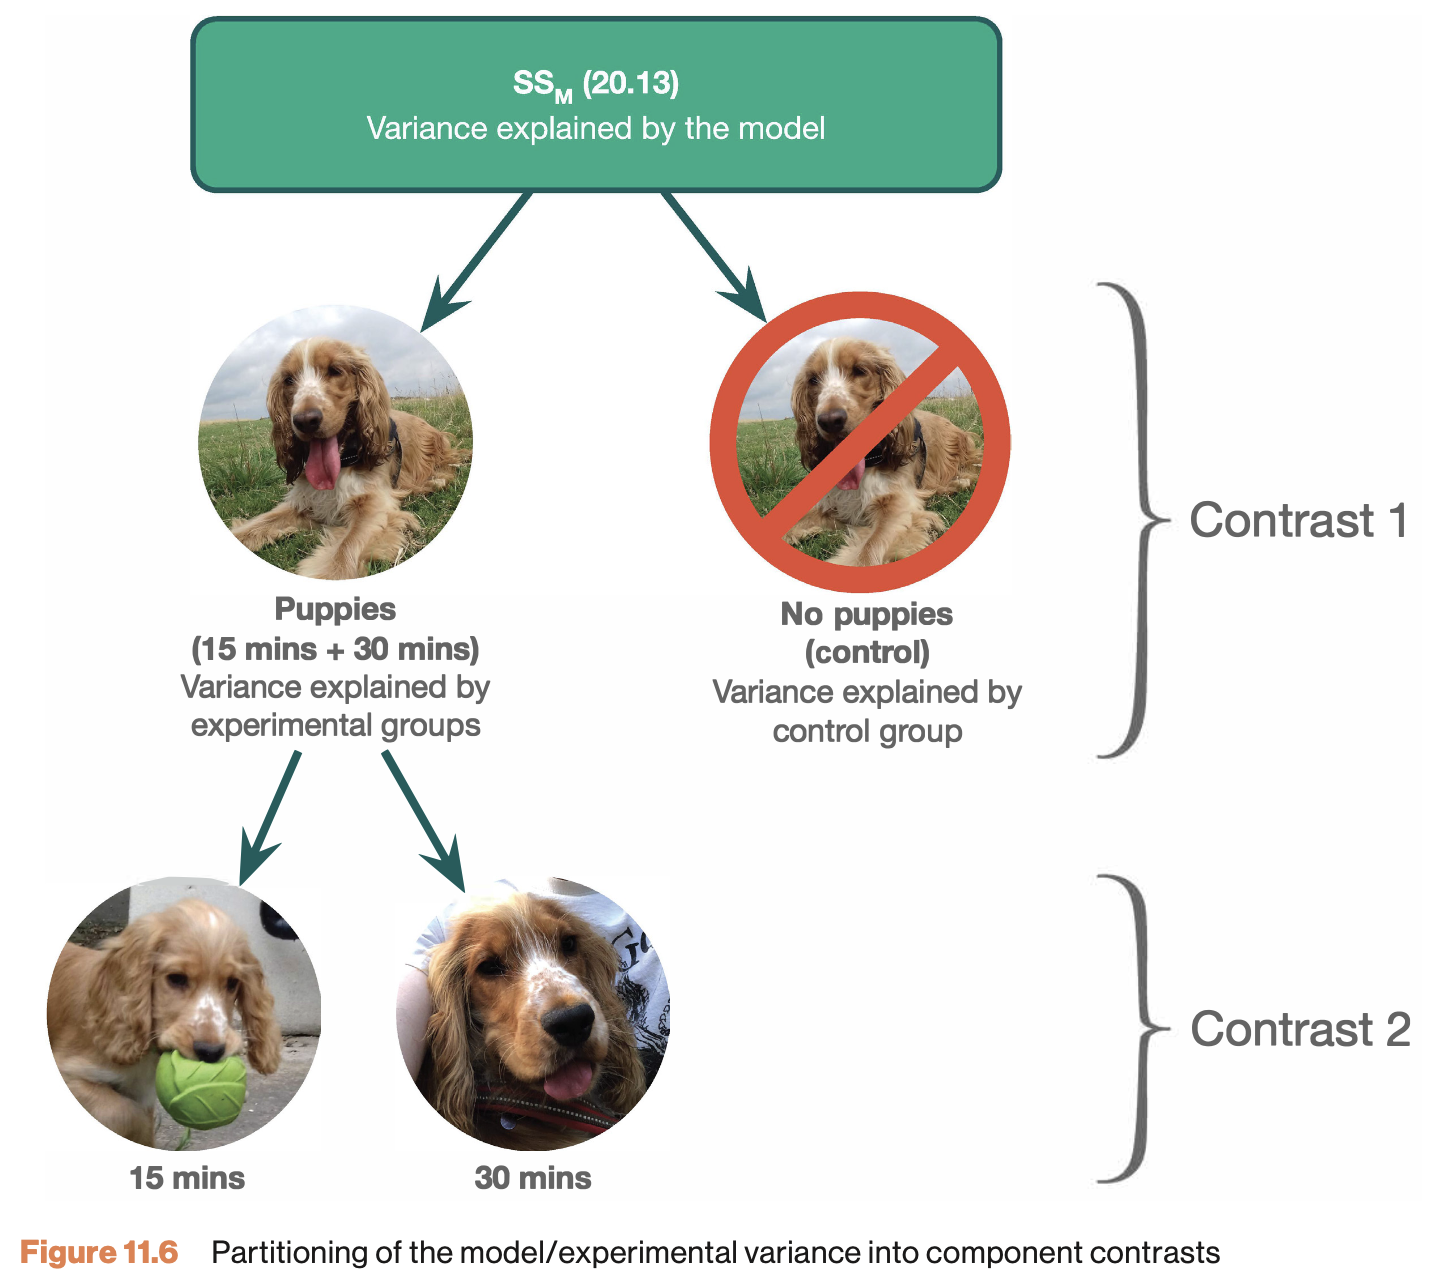 SSM (20.13)
Variance explained by the model
Puppies
(15 mins + 30 mins)
Variance explained by
experimental groups
No puppies
(control)
Variance explained by
control group
Contrast 1
15 mins
30 mins
Contrast 2
Figure 11.6 Partitioning of the model/experimental variance into component contrasts